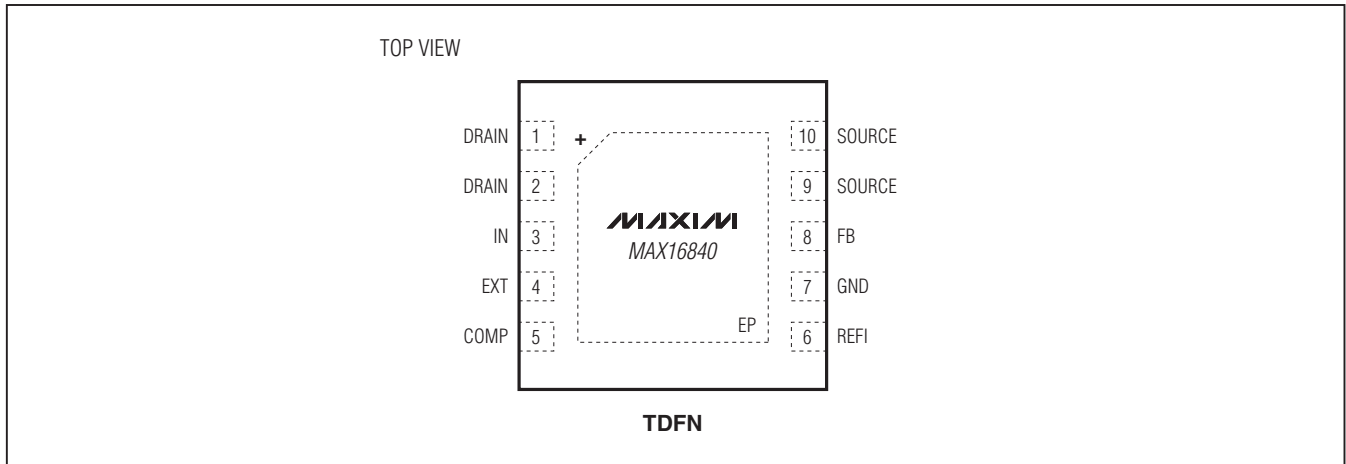 TOP VIEW
DRAIN 1 + 10 SOURCE
DRAIN 2 9 SOURCE
MAXIM
IN 3 8 FB
MAX16840
EXT 4 7 GND
EP
COMP 5 6 REFI
TDFN